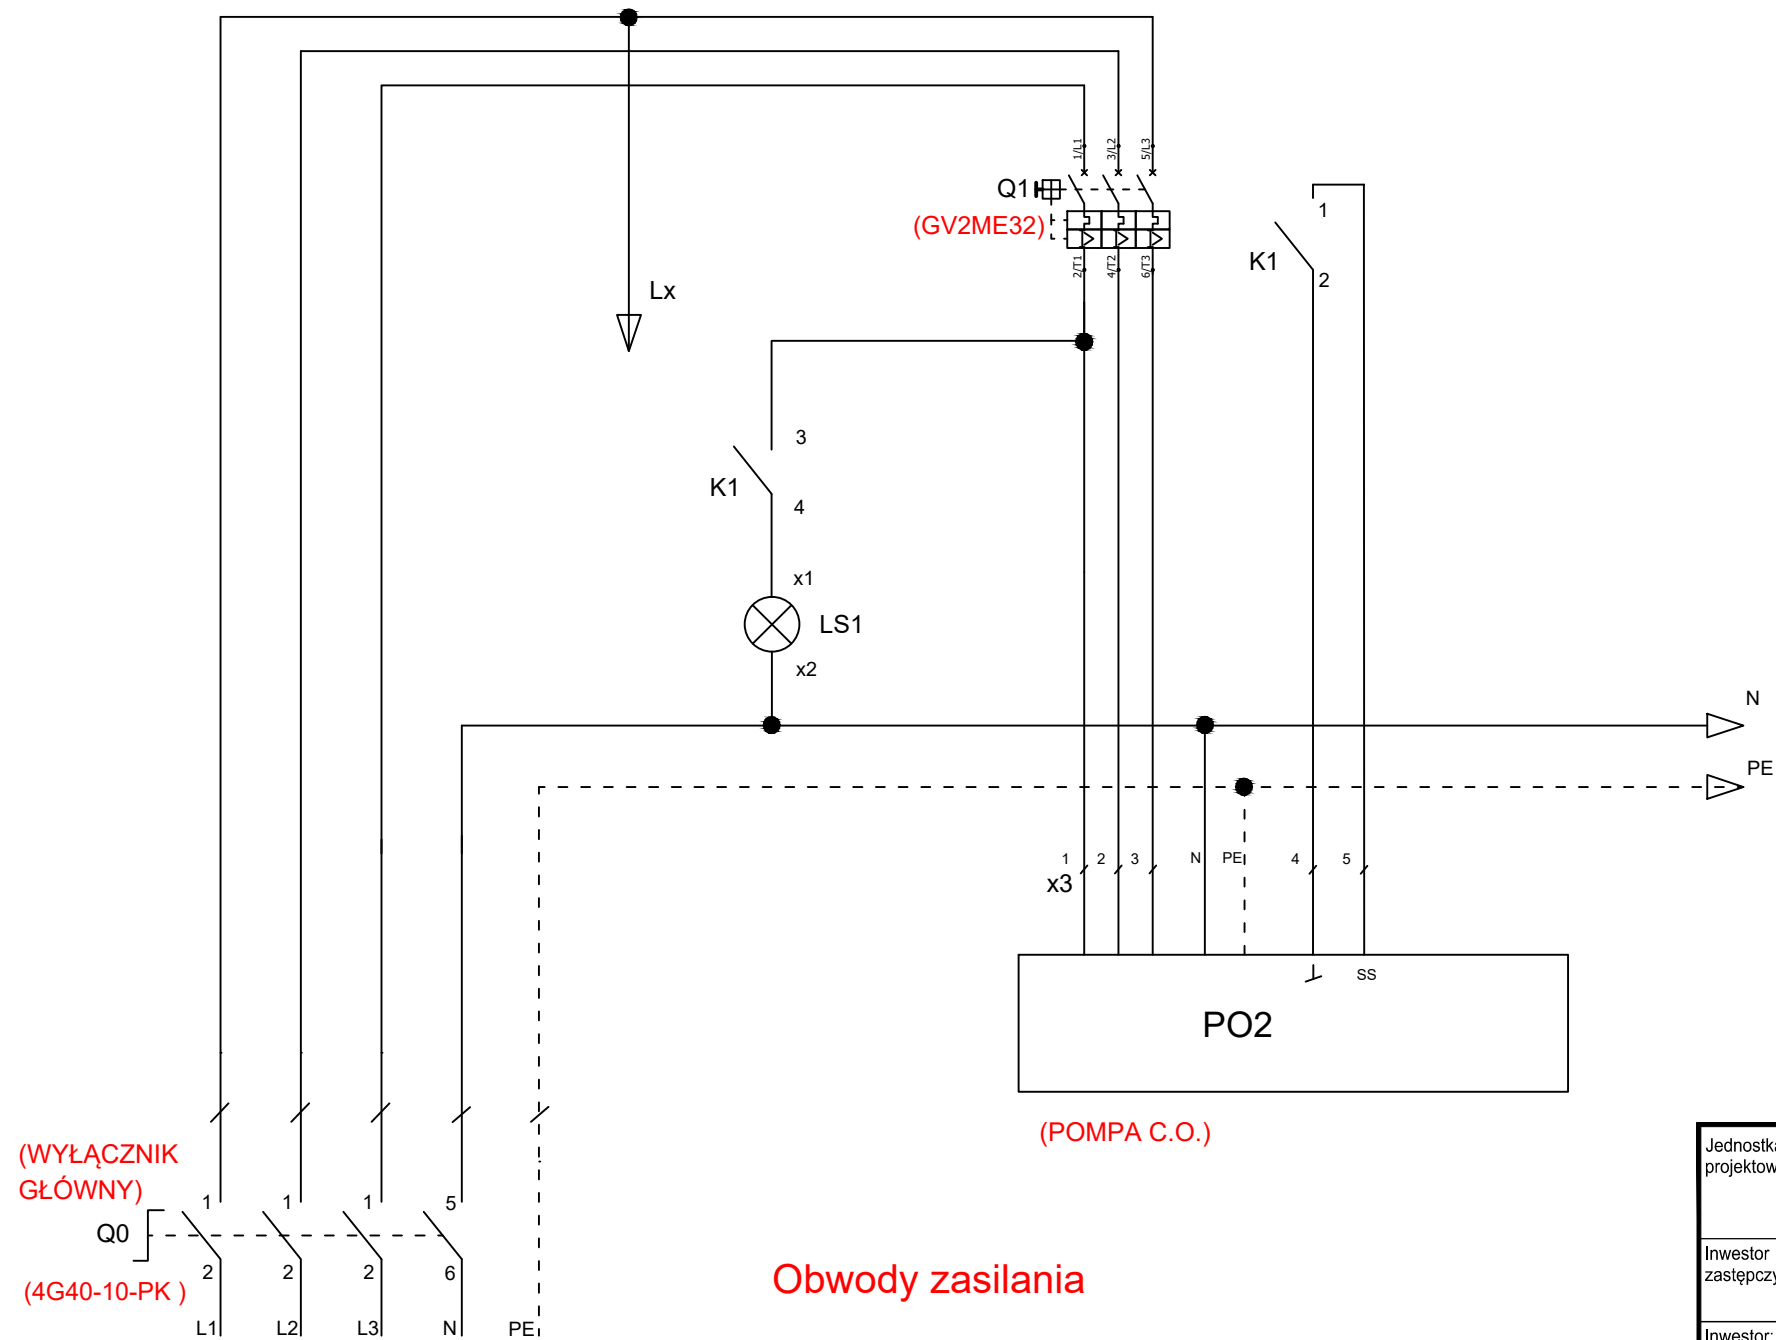 1/L1
3/L2
5/L3
Q1
(GV2ME32)
2/T1
4/T2
6/T3
1
K1
2
Lx
3
K1
4
x1
LS1
x2
N
PE
1
2
3
N
PE
4
5
x3
SS
PO2
(POMPA C.O.)
(WYŁĄCZNIK
GŁÓWNY)
1
1
1
5
Q0
2
2
2
6
(4G40-10-PK )
L1
L2
L3
N
PE
Obwody zasilania
Jednostka
projektow
Inwestor
zastępczy
Inwestor: